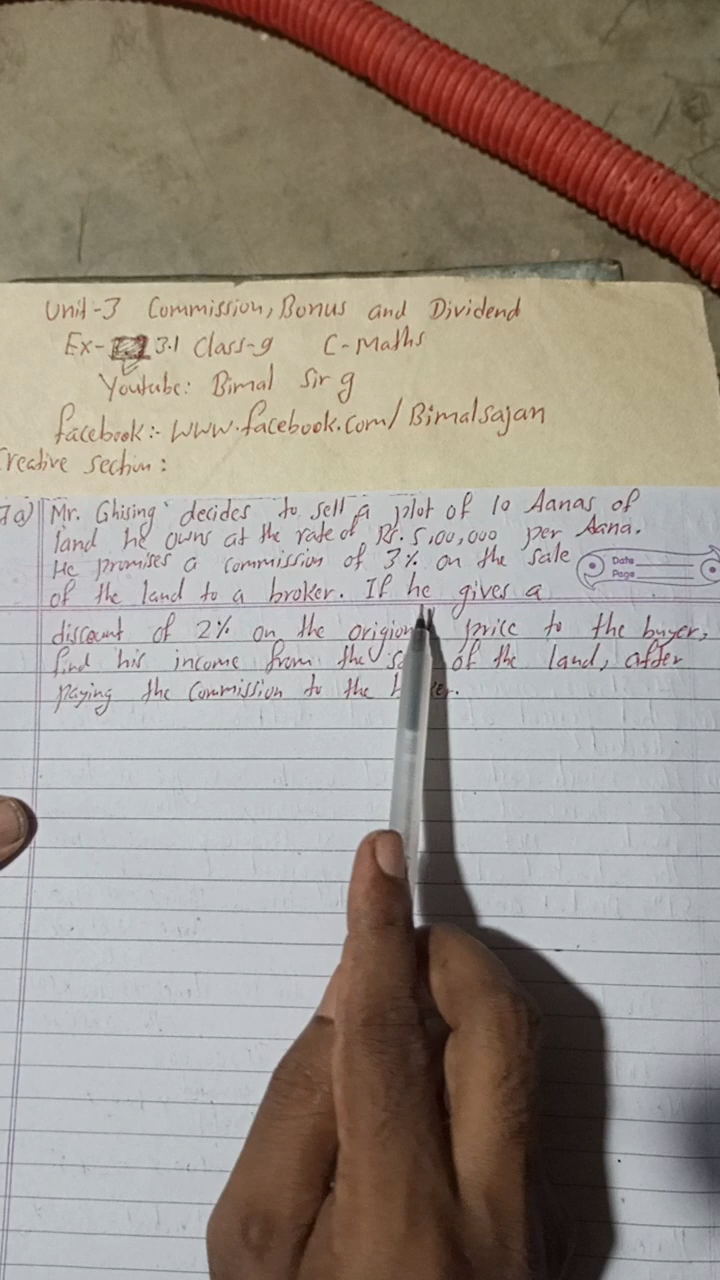 Unit-3 Commission, Bonus and Dividend
Ex- 3.1 Class-9 C-Maths
Youtube: Bimal Sir g
facebook:- www.facebook.com/Bimalsajan
Creative section:
7a) Mr. Ghising decides to sell a plot of 10 Aanas of
land he owns at the rate of Rs. 5,00,000 per Aana.
He promises a commission of 3% on the sale
Date
Page
of the land to a broker. If he gives a
discount of 2% on the price to the buyer,
find his income from the of the land, after
paying the Commission to the